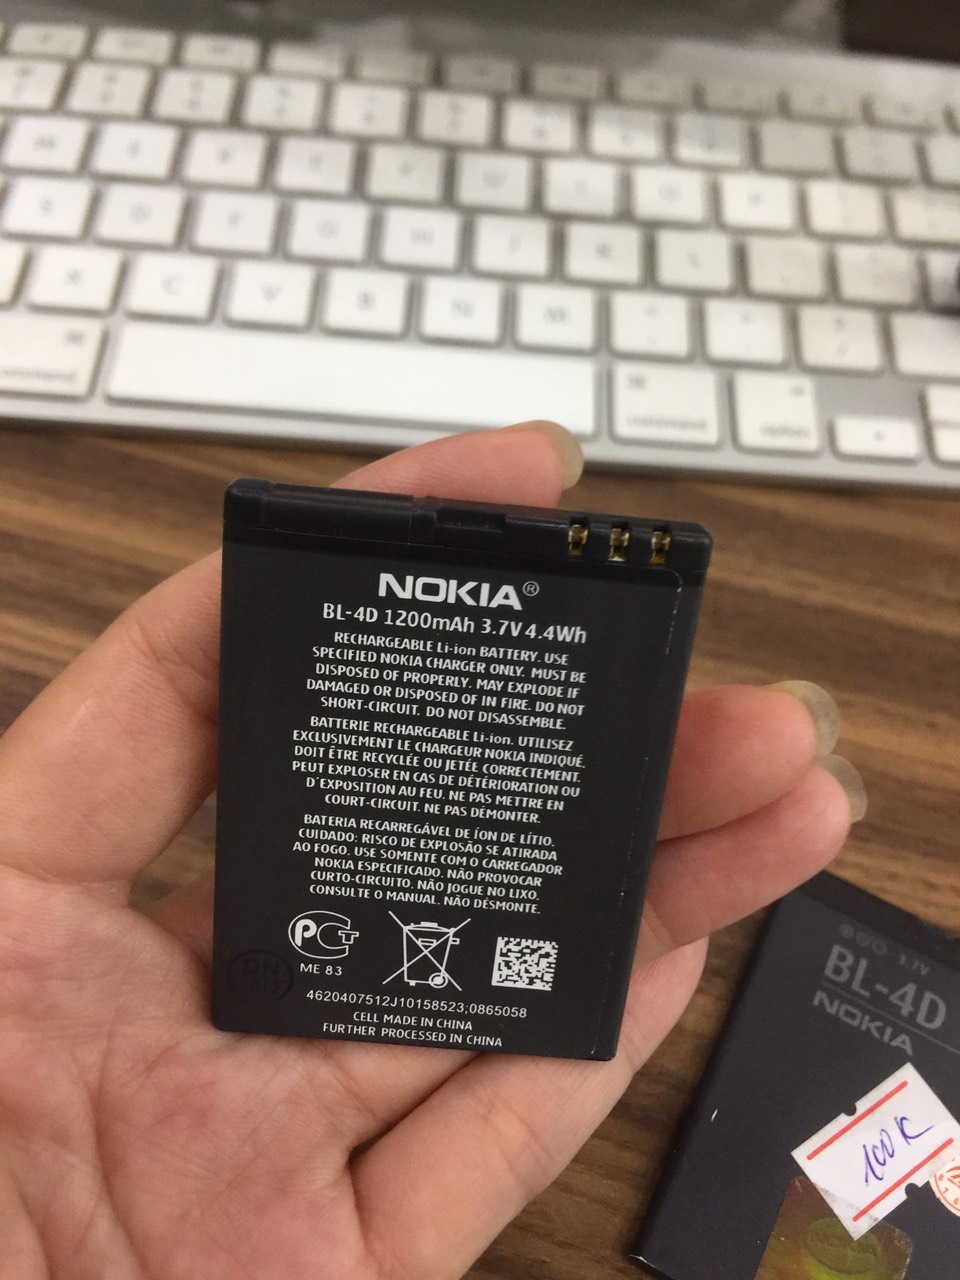 command
command
option
NOKIA®
BL-4D 1200mAh 3.7V 4.4Wh
RECHARGEABLE Li-ion BATTERY. USE
SPECIFIED NOKIA CHARGER ONLY. MUST BE
DISPOSED OF PROPERLY. MAY EXPLODE IF
DAMAGED OR DISPOSED OF IN FIRE. DO NOT
SHORT-CIRCUIT. DO NOT DISASSEMBLE.
BATTERIE RECHARGEABLE Li-ion. UTILISEZ
EXCLUSIVEMENT LE CHARGEUR NOKIA INDIQUÉ.
DOIT ÊTRE RECYCLÉE OU JETÉE CORRECTEMENT.
PEUT EXPLOSER EN CAS DE DÉTÉRIORATION OU
D'EXPOSITION AU FEU. NE PAS METTRE EN
COURT-CIRCUIT. NE PAS DÉMONTER.
BATERIA RECARREGÁVEL DE ÍON DE LÍTIO.
CUIDADO: RISCO DE EXPLOSÃO SE ATIRADA
AO FOGO. USE SOMENTE COM O CARREGADOR
NOKIA ESPECIFICADO. NÃO PROVOCAR
CURTO-CIRCUITO. NÃO JOGUE NO LIXO.
CONSULTE O MANUAL. NÃO DESMONTE.
PCT
ME 83
DN
4620407512J10158523;0865058
CELL MADE IN CHINA
FURTHER PROCESSED IN CHINA
3.7V
BL-4D
NOKIA
100K
NOKIA